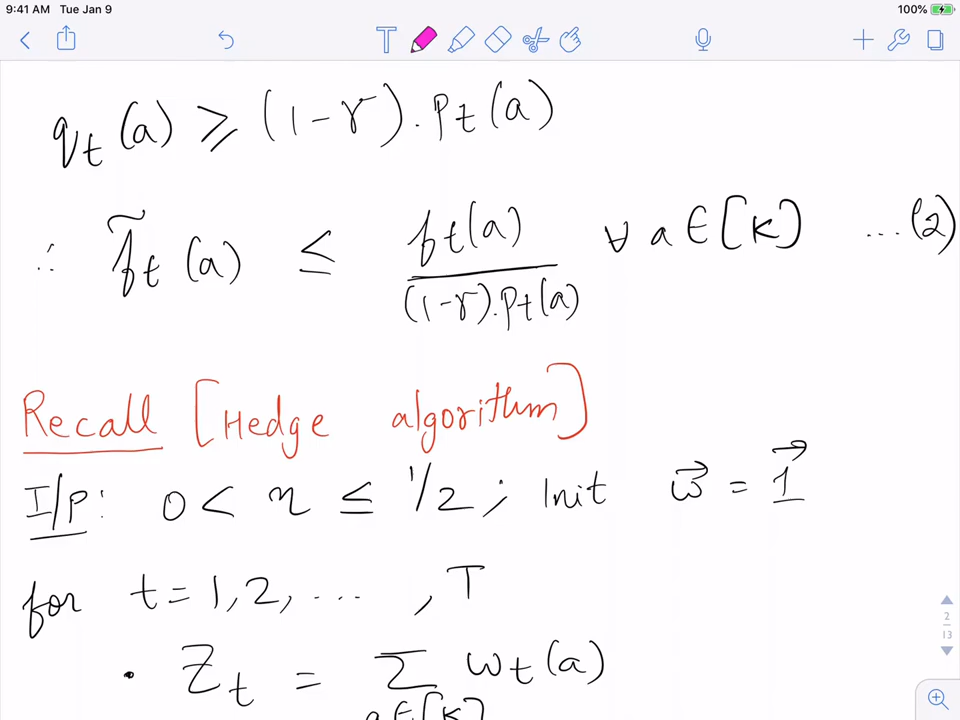 9:41 AM Tue Jan 9
100%
T
q_t(a) ≥ (1-γ).p_t(a)
∴ f̃_t(a) ≤ f_t(a) / (1-γ).p_t(a) ∀ a ∈ [K] ...(2)
Recall [Hedge algorithm]
I/P: 0 < η ≤ 1/2; Init w⃗ = 1⃗
for t = 1, 2, ... , T
2
13
• Z_t = Σ_{a∈[K]} w_t(a)